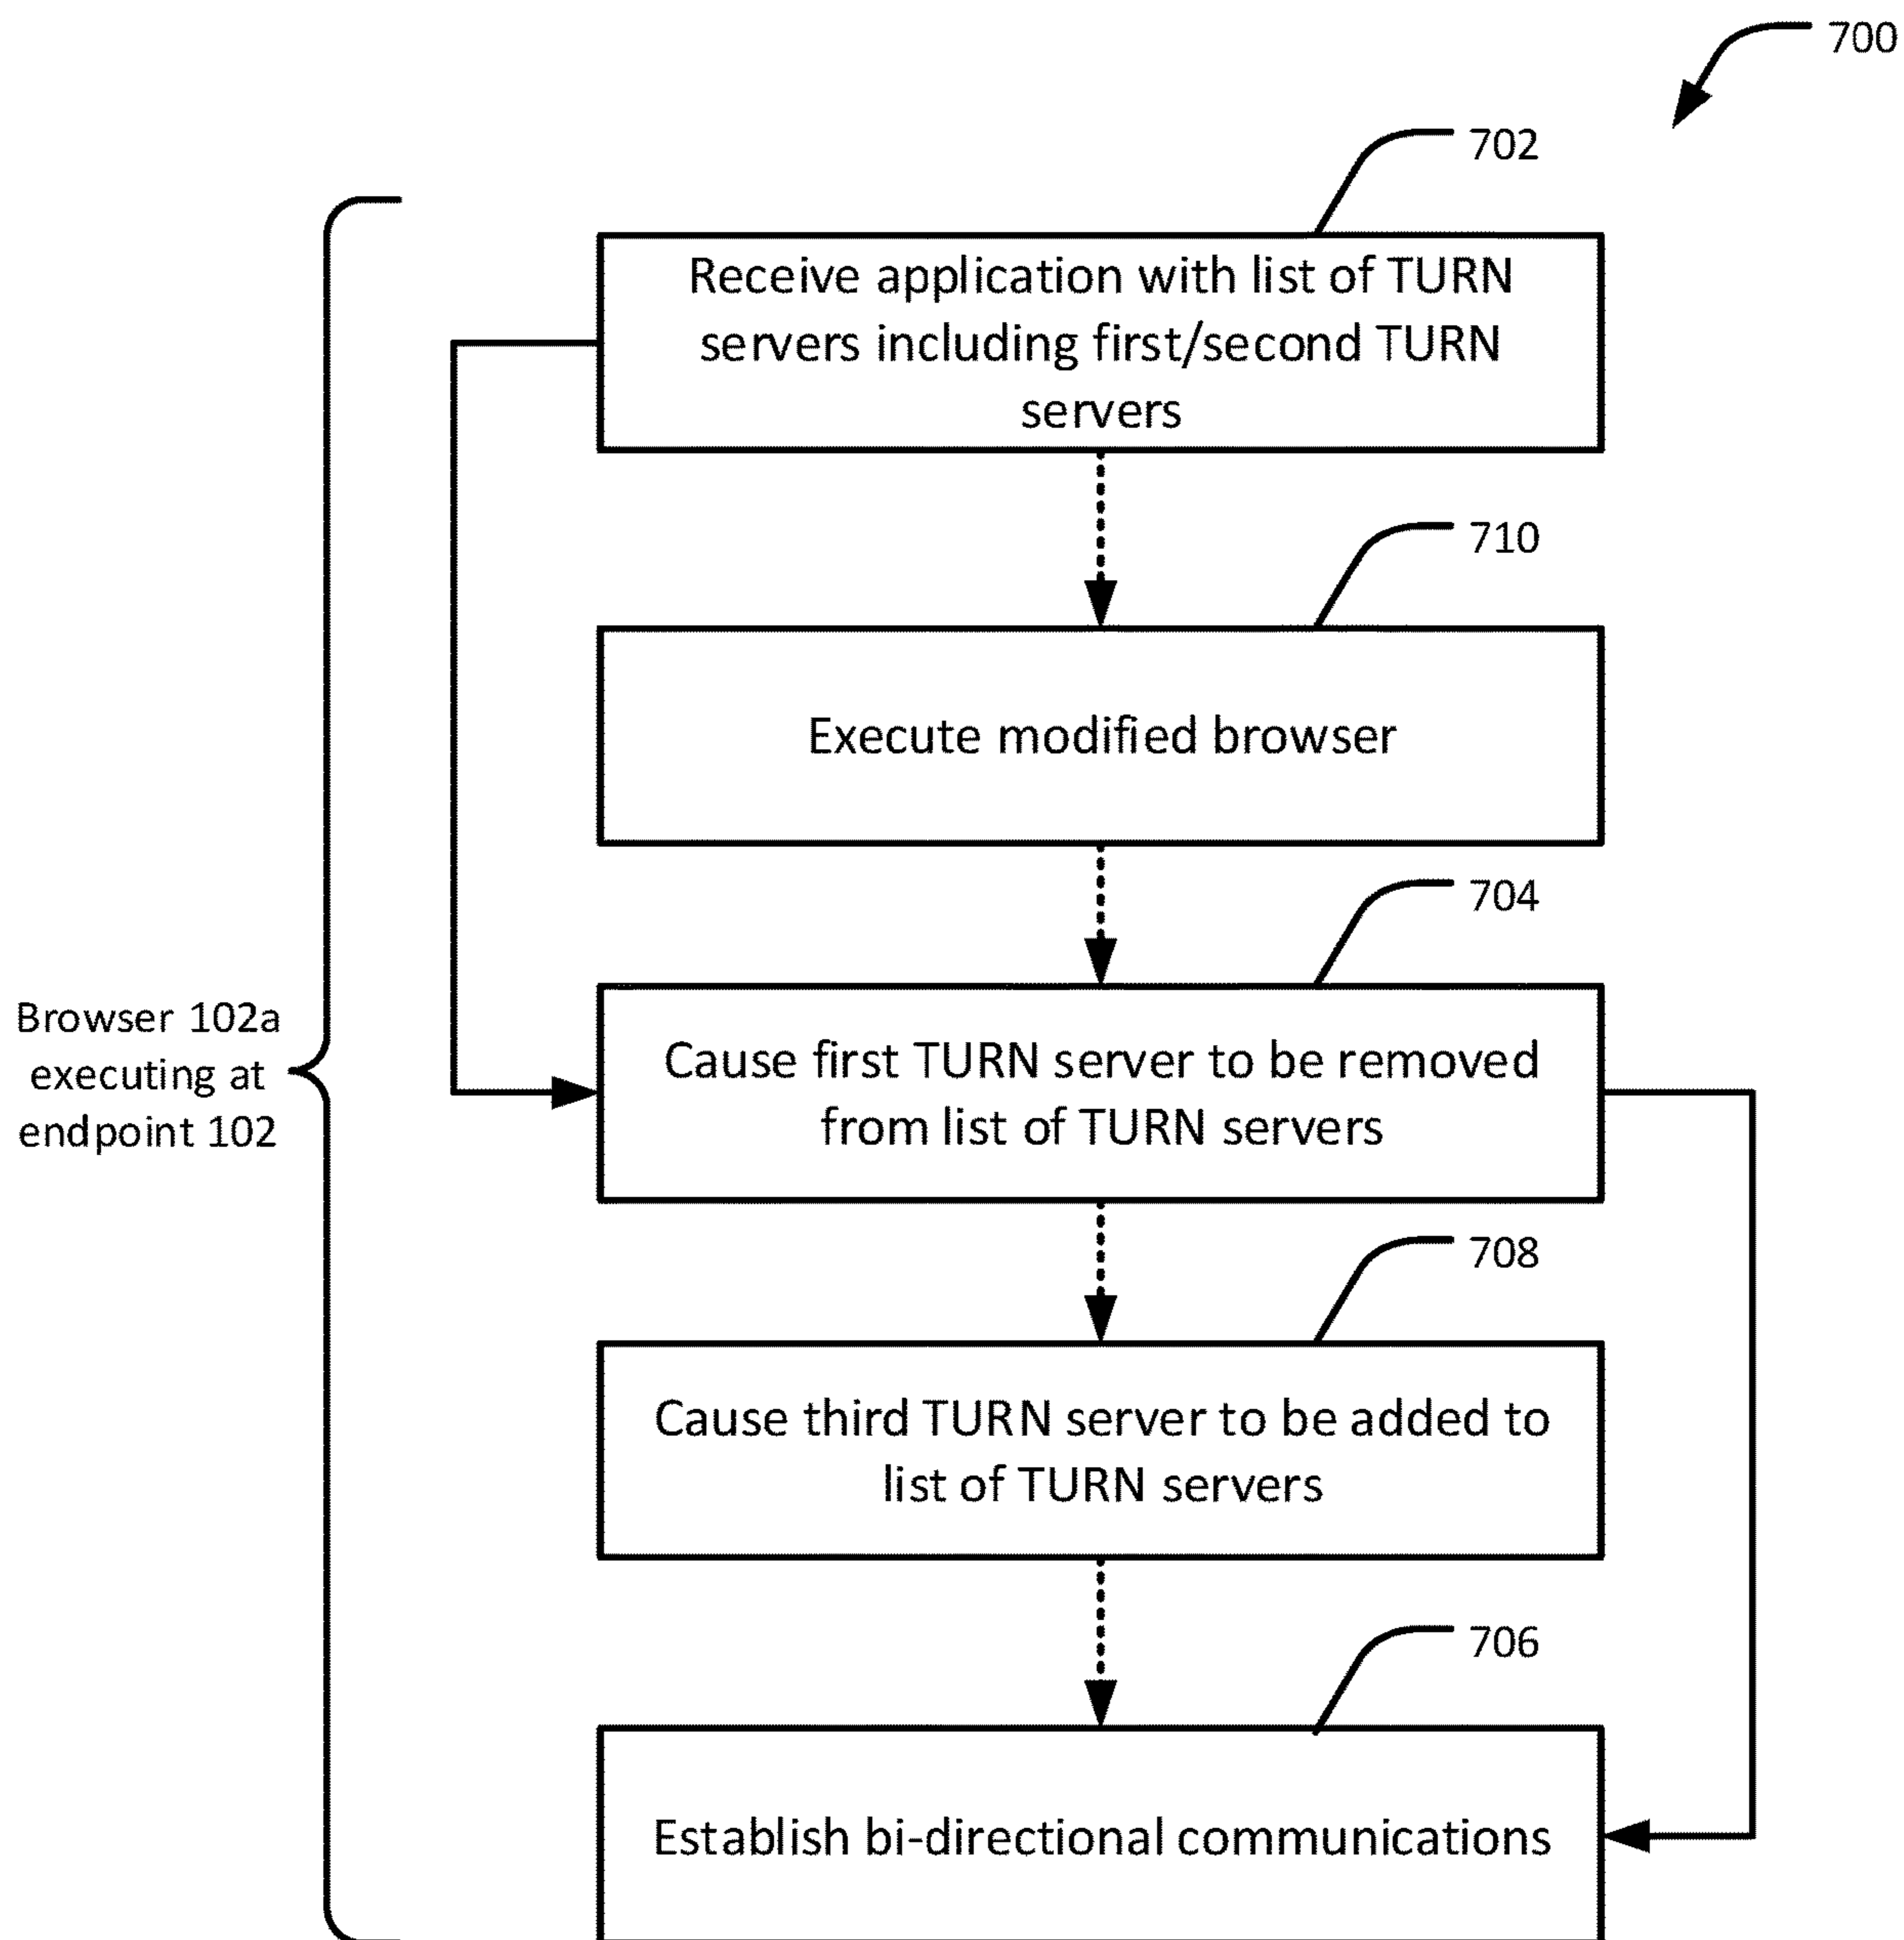 700
702
Receive application with list of TURN
servers including first/second TURN
servers
710
Execute modified browser
704
Cause first TURN server to be removed
from list of TURN servers
Browser 102a
executing at
endpoint 102
708
Cause third TURN server to be added to
list of TURN servers
706
Establish bi-directional communications